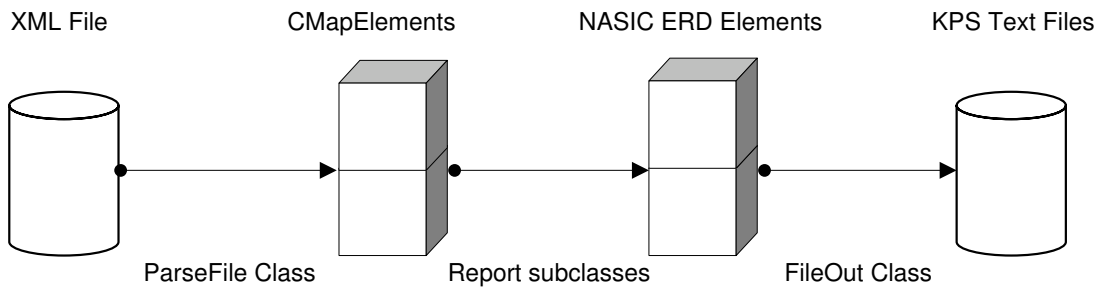 XML File
CMapElements
NASIC ERD Elements
KPS Text Files
ParseFile Class
Report subclasses
FileOut Class